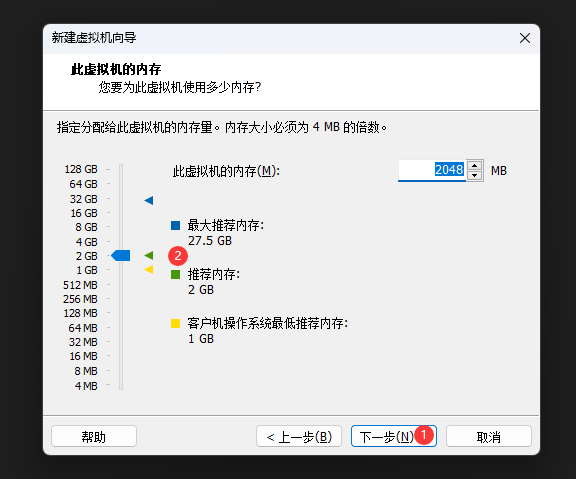 新建虚拟机向导
此虚拟机的内存
您要为此虚拟机使用多少内存?
指定分配给此虚拟机的内存量。内存大小必须为 4 MB 的倍数。
此虚拟机的内存(M): 2048 MB
128 GB
64 GB
32 GB
16 GB
8 GB
4 GB
2 GB
1 GB
512 MB
256 MB
128 MB
64 MB
32 MB
16 MB
8 MB
4 MB
最大推荐内存:
27.5 GB
2
推荐内存:
2 GB
客户机操作系统最低推荐内存:
1 GB
帮助 < 上一步(B) 下一步(N) 1 取消